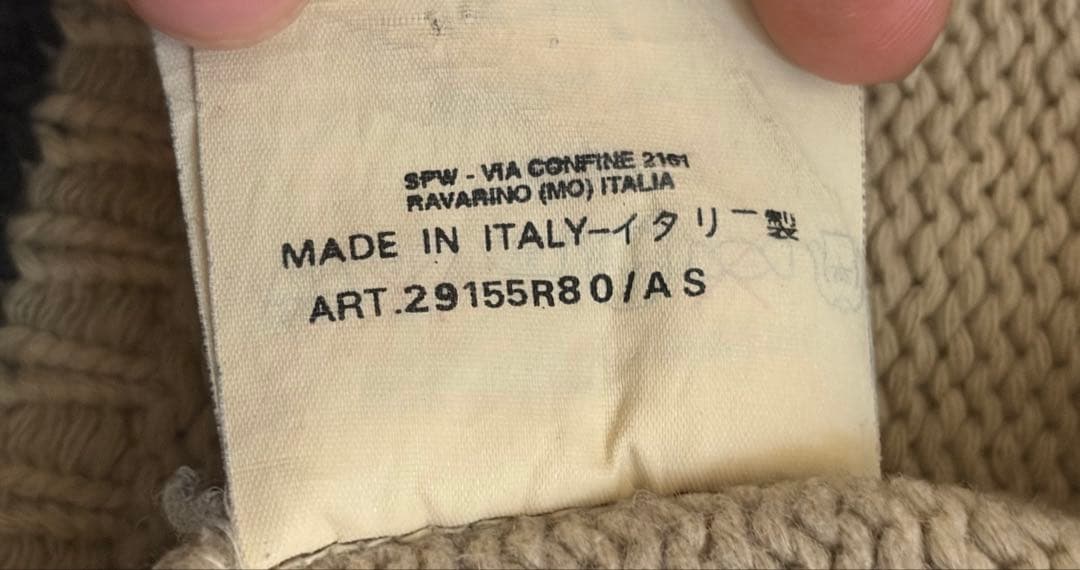 SPW - VIA CONFINE 2161
RAVARINO (MO) ITALIA
MADE IN ITALY-イタリー製
ART.29155R80/AS